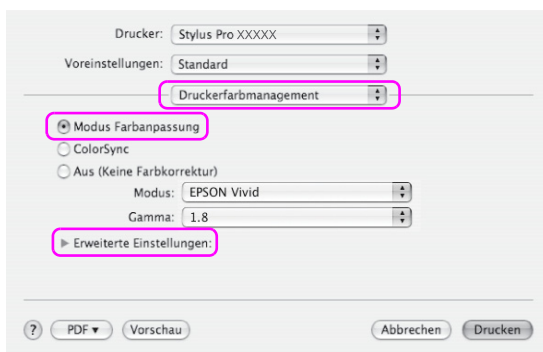 Drucker: Stylus Pro XXXXX
Voreinstellungen: Standard
Druckerfarbmanagement
Modus Farbanpassung
ColorSync
Aus (Keine Farbkorrektur)
Modus: EPSON Vivid
Gamma: 1.8
Erweiterte Einstellungen:
? PDF Vorschau Abbrechen Drucken